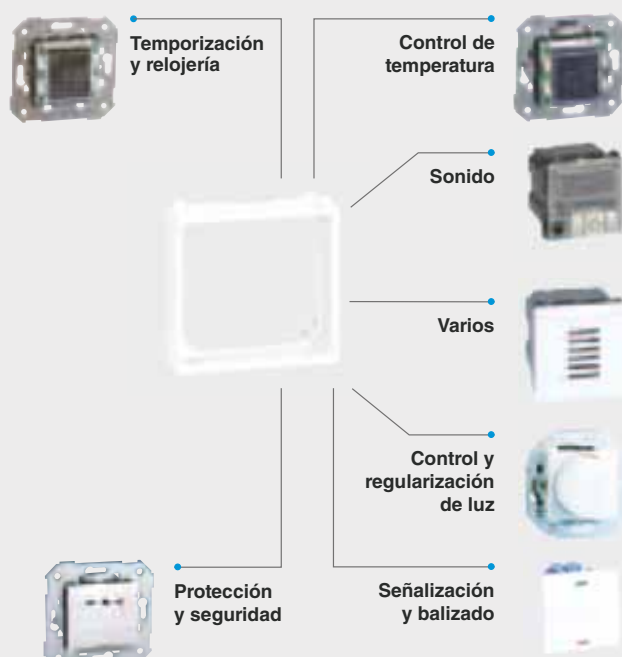 Temporización
y relojería
Control de
temperatura
Sonido
Varios
Control y
regularización
de luz
Protección
y seguridad
Señalización
y balizado